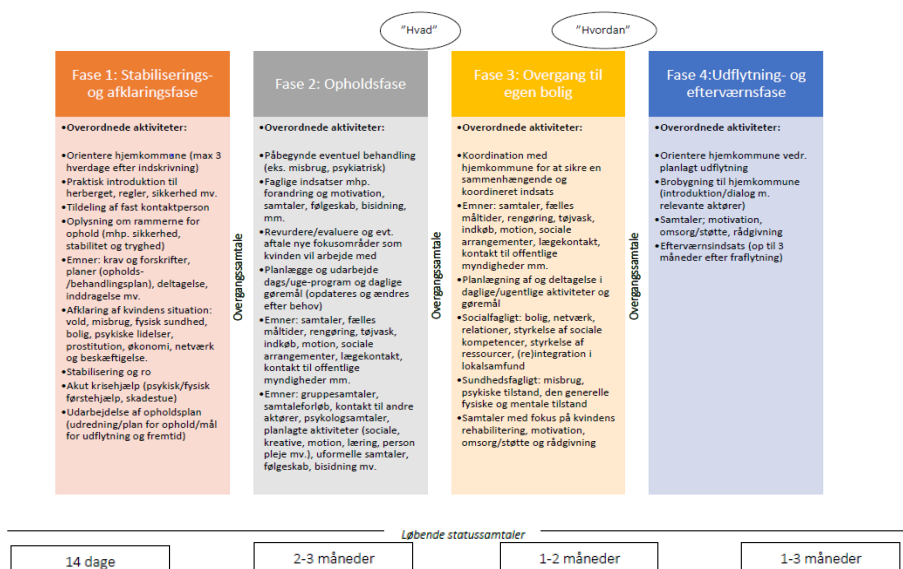 "Hvad"
"Hvordan"
Fase 1: Stabiliserings-
og afklaringsfase
•Overordnede aktiviteter:
•Orientere hjemkommøne (max 3
hverdage efter indskrivning)
•Praktisk introduktion til
herberget, regler, sikkerhed mv.
•Tildeling af fast kontaktperson
•Oplysning om rammerne for
ophold (mhp. sikkerhed,
stabilitet og tryghed)
•Emner: krav og forskrifter,
planer (opholds-
/behandlingsplan), deltagelse,
inddragelse mv.
•Afklaring af kvindens situation:
vold, misbrug, fysisk sundhed,
bolig, psykiske lidelser,
prostitution, økonomi, netværk
og beskæftigelse.
•Stabilisering og ro
•Akut krisehjælp (psykisk/fysisk
førstehjælp, skadestue)
•Udarbejdelse af opholdsplan
(udredning/plan for ophold/mål
for udflytning og fremtid)
Overgangssamtale
Fase 2: Opholdsfase
•Overordnede aktiviteter:
•Påbegynde eventuel behandling
(eks. misbrug, psykiatrisk)
•Faglige indsatser mhp.
forandring og motivation,
samtaler, følgeskab, bisidning,
mm.
•Revurdere/evaluere og evt.
aftale nye fokusområder som
kvinden vil arbejde med
•Planlægge og udarbejde
dags/uge-program og daglige
gøremål (opdateres og ændres
efter behov)
•Emner: samtaler, fælles
måltider, rengøring, tøjvask,
indkøb, motion, sociale
arrangementer, lægekontakt,
kontakt til offentlige
myndigheder mm.
•Emner: gruppesamtaler,
samtaleforløb, kontakt til andre
aktører, psykologsamtaler,
planlagte aktiviteter (sociale,
kreative, motion, læring, person
pleje mv.), uformelle samtaler,
følgeskab, bisidning mv.
Overgangssamtale
Fase 3: Overgang til
egen bolig
•Overordnede aktiviteter:
•Koordination med
hjemkommune for at sikre en
sammenhængende og
koordineret indsats
•Emner: samtaler, fælles
måltider, rengøring, tøjvask,
indkøb, motion, sociale
arrangementer, lægekontakt,
kontakt til offentlige
myndigheder mm.
•Planlægning af og deltagelse i
daglige/ugentlige aktiviteter og
gøremål
•Socialfagligt: bolig, netværk,
relationer, styrkelse af sociale
kompetencer, styrkelse af
ressourcer, (re)integration i
lokalsamfund
•Sundhedsfagligt: misbrug,
psykiske tilstand, den generelle
fysiske og mentale tilstand
•Samtaler med fokus på kvindens
rehabilitering, motivation,
omsorg/støtte og rådgivning
Overgangssamtale
Fase 4:Udflytning- og
efterværnsfase
•Overordnede aktiviteter:
•Orientere hjemkommune vedr.
planlagt udflytning
•Brobygning til hjemkommune
(introduktion/dialog m.
relevante aktører)
•Samtaler; motivation,
omsorg/støtte, rådgivning
•Efterværnsindsats (op til 3
måneder efter fraflytning)
Løbende statussamtaler
14 dage
2-3 måneder
1-2 måneder
1-3 måneder